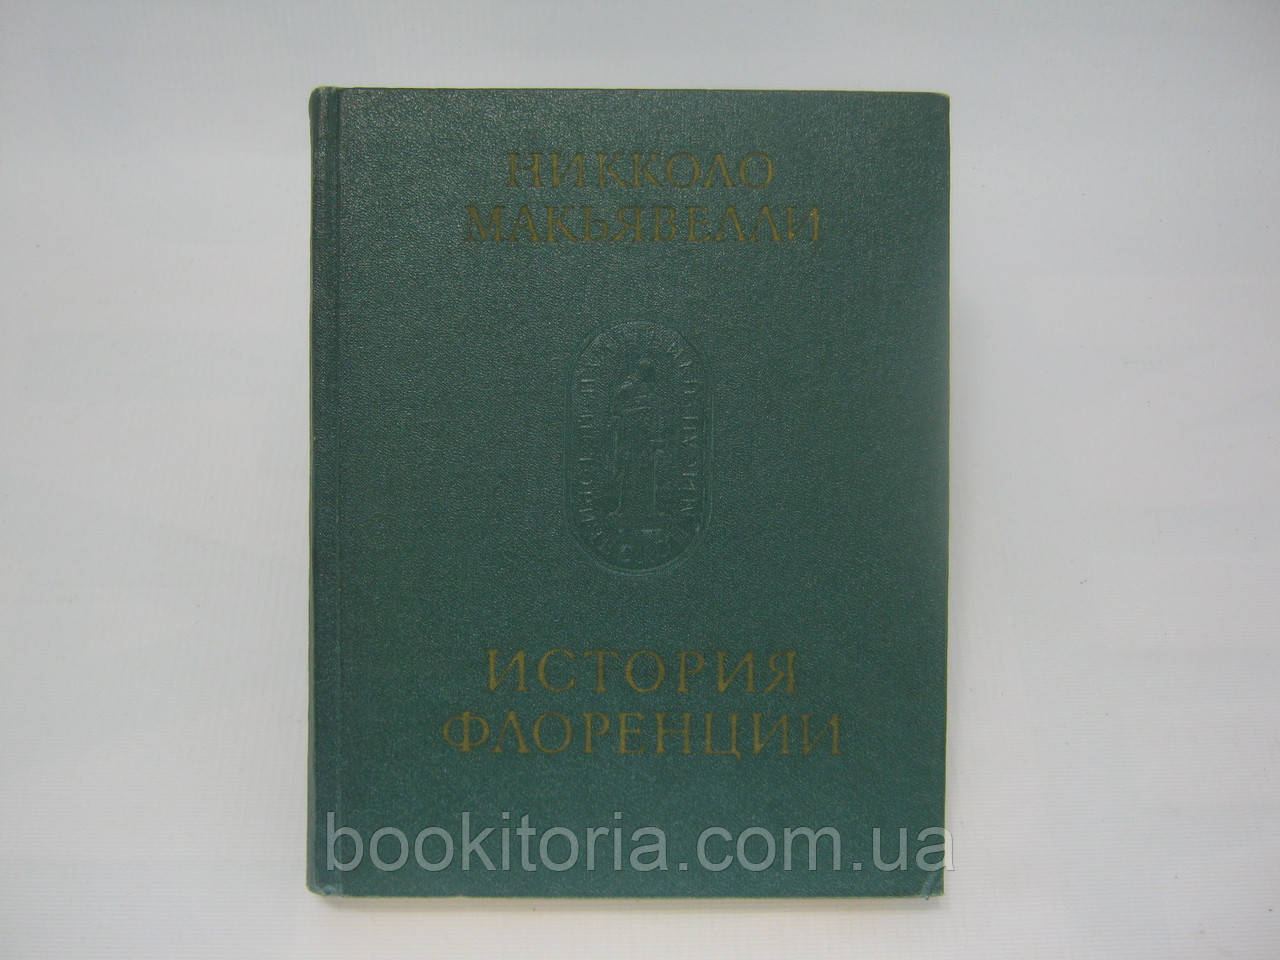 НИККОЛО
МАКЬЯВЕЛЛИ
ИСТОРИЯ
ФЛОРЕНЦИИ
bookitoria.com.ua